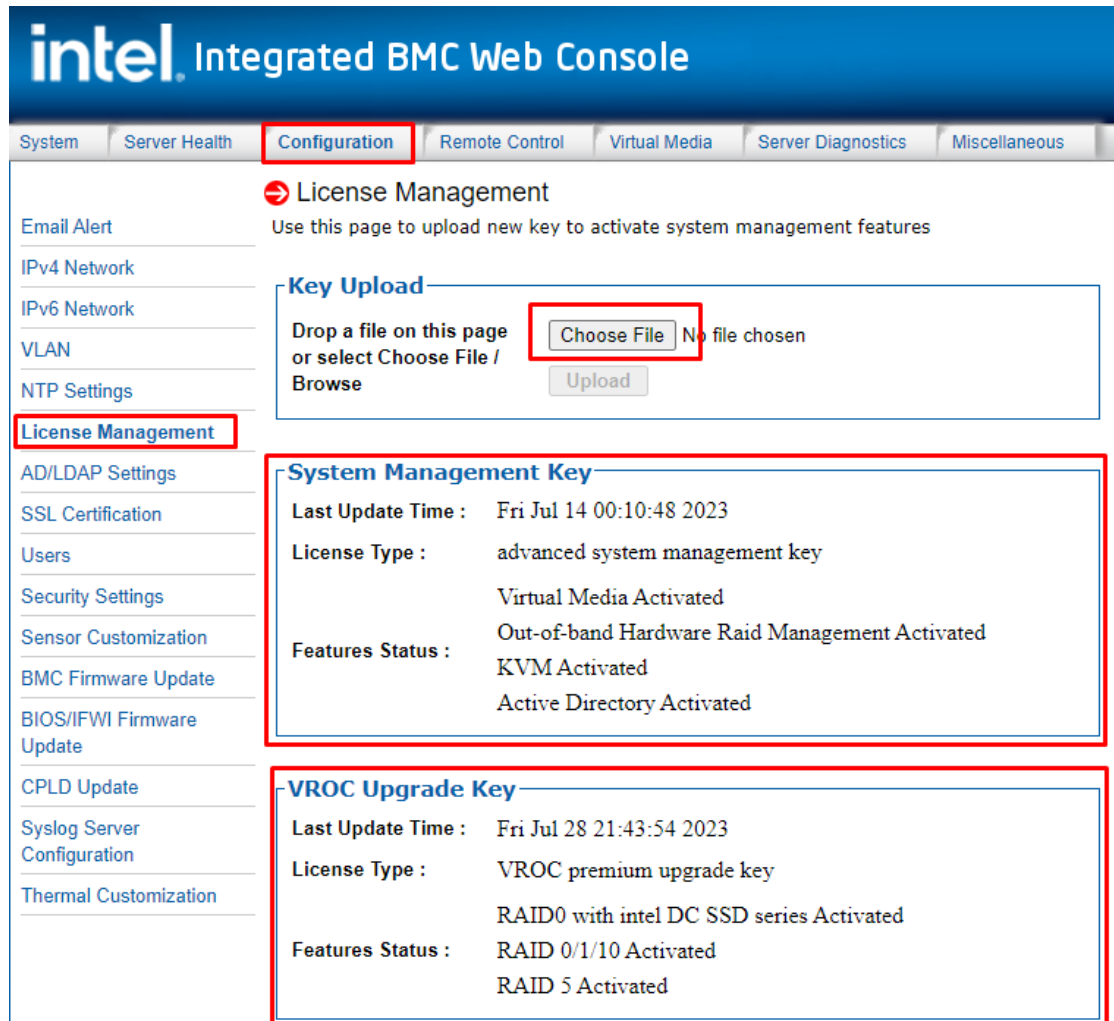 intel. Integrated BMC Web Console
System Server Health Configuration Remote Control Virtual Media Server Diagnostics Miscellaneous
Email Alert
IPv4 Network
IPv6 Network
VLAN
NTP Settings
License Management
AD/LDAP Settings
SSL Certification
Users
Security Settings
Sensor Customization
BMC Firmware Update
BIOS/IFWI Firmware
Update
CPLD Update
Syslog Server
Configuration
Thermal Customization
License Management
Use this page to upload new key to activate system management features
Key Upload
Drop a file on this page
or select Choose File /
Browse
Choose File No file chosen
Upload
System Management Key
Last Update Time : Fri Jul 14 00:10:48 2023
License Type : advanced system management key
Features Status :
Virtual Media Activated
Out-of-band Hardware Raid Management Activated
KVM Activated
Active Directory Activated
VROC Upgrade Key
Last Update Time : Fri Jul 28 21:43:54 2023
License Type : VROC premium upgrade key
Features Status :
RAID0 with intel DC SSD series Activated
RAID 0/1/10 Activated
RAID 5 Activated